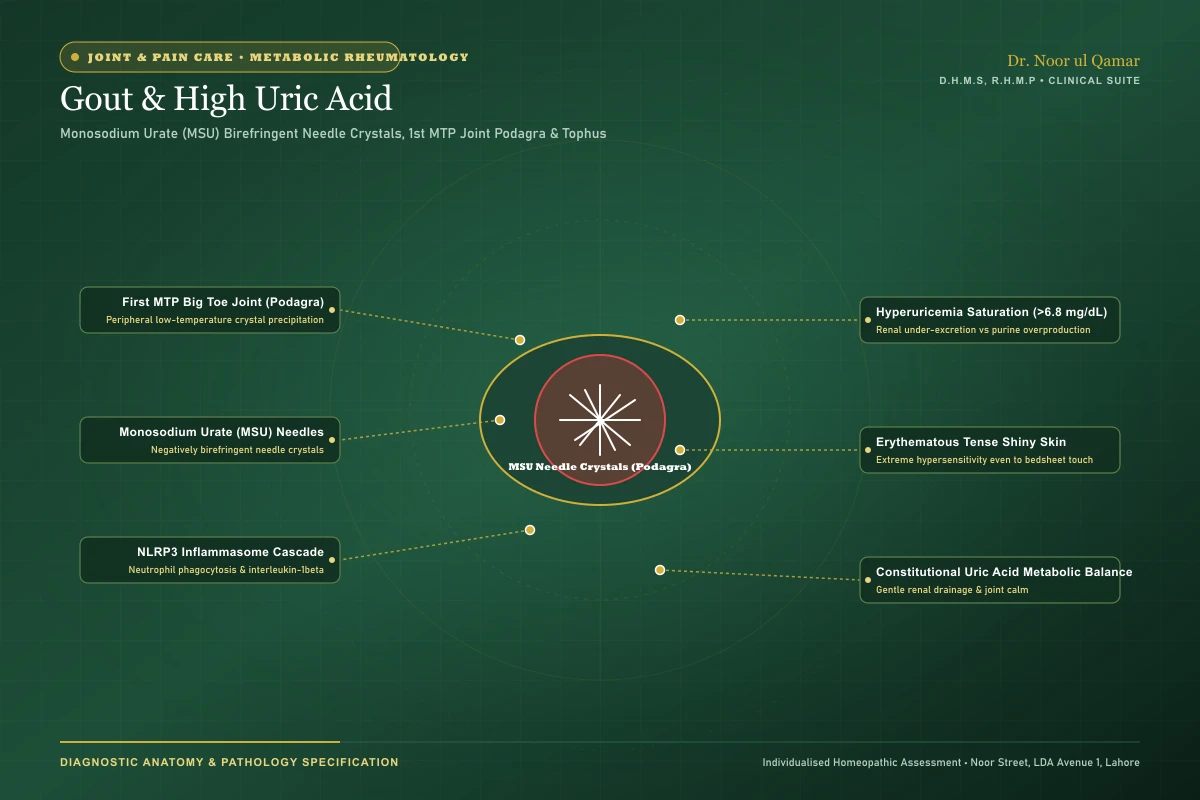 JOINT & PAIN CARE • METABOLIC RHEUMATOLOGY
Gout & High Uric Acid
Monosodium Urate (MSU) Birefringent Needle Crystals, 1st MTP Joint Podagra & Tophus
Dr. Noor ul Qamar
D.H.M.S, R.H.M.P • CLINICAL SUITE
First MTP Big Toe Joint (Podagra)
Peripheral low-temperature crystal precipitation
Monosodium Urate (MSU) Needles
Negatively birefringent needle crystals
NLRP3 Inflammasome Cascade
Neutrophil phagocytosis & interleukin-1beta
MSU Needle Crystals (Podagra)
Hyperuricemia Saturation (>6.8 mg/dL)
Renal under-excretion vs purine overproduction
Erythematous Tense Shiny Skin
Extreme hypersensitivity even to bedsheet touch
Constitutional Uric Acid Metabolic Balance
Gentle renal drainage & joint calm
DIAGNOSTIC ANATOMY & PATHOLOGY SPECIFICATION
Individualised Homeopathic Assessment • Noor Street, LDA Avenue 1, Lahore